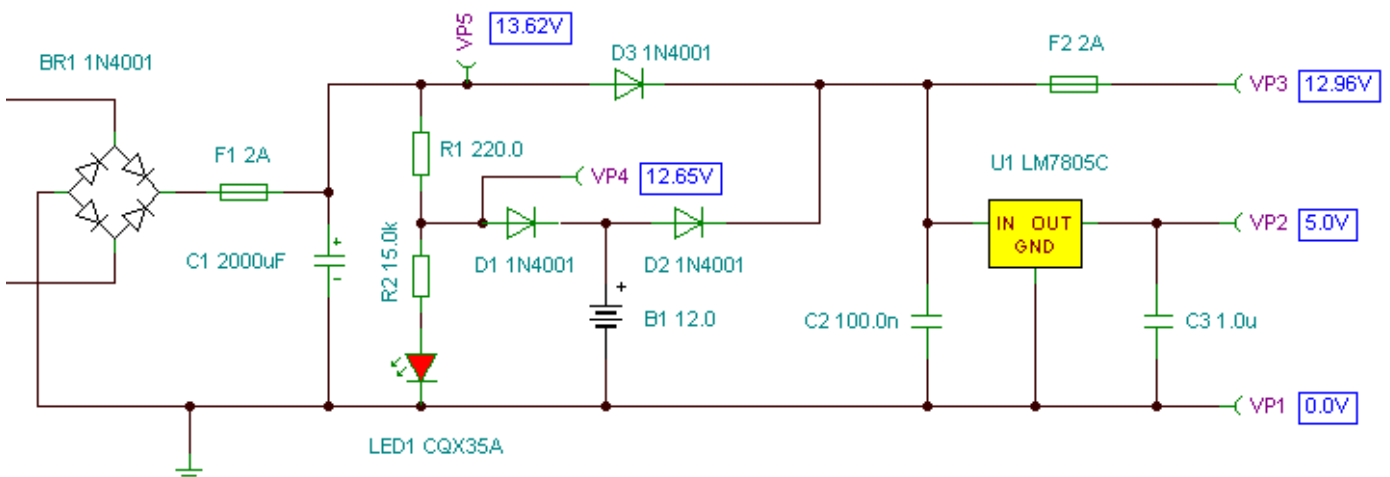 VP5
13.62V
BR1 1N4001
D3 1N4001
F2 2A
VP3 12.96V
F1 2A
R1 220.0
VP4 12.65V
U1 LM7805C
IN OUT
GND
VP2 5.0V
C1 2000uF
R2 15.0k
D1 1N4001
D2 1N4001
+
-
+
B1 12.0
C2 100.0n
C3 1.0u
VP1 0.0V
LED1 CQX35A